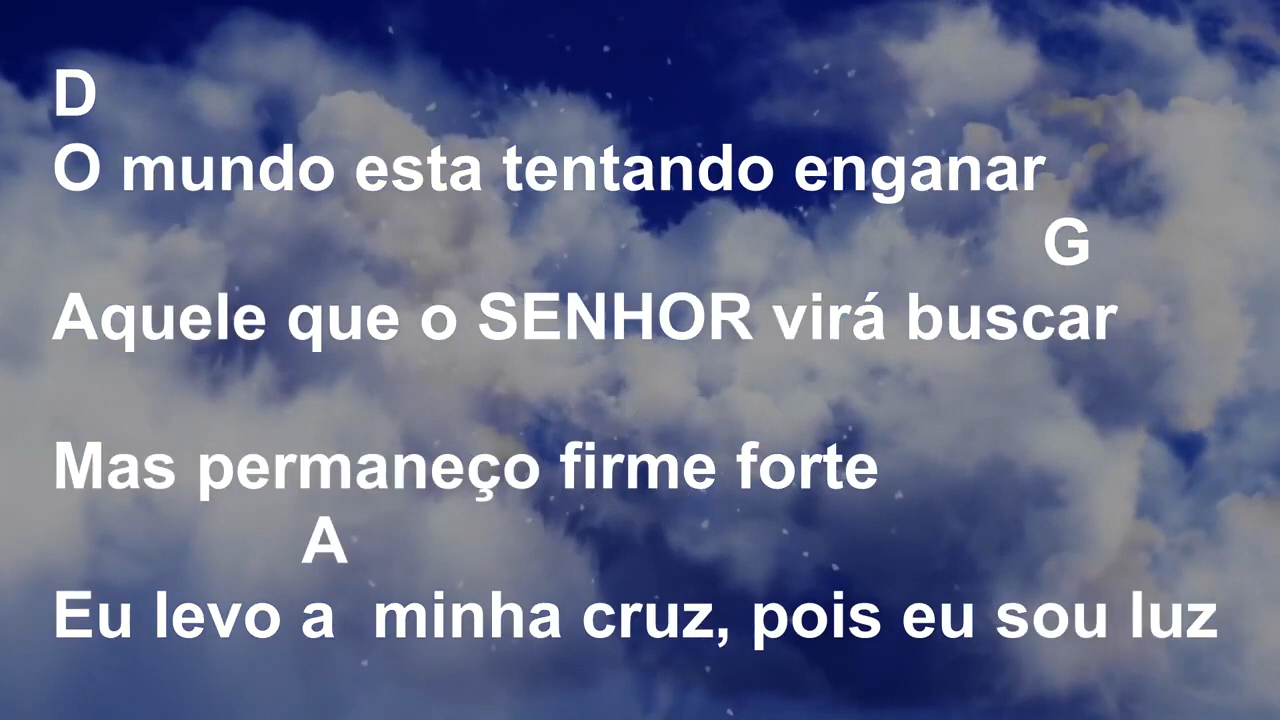 D
O mundo esta tentando enganar
G
Aquele que o SENHOR virá buscar
Mas permaneço firme forte
A
Eu levo a  minha cruz, pois eu sou luz